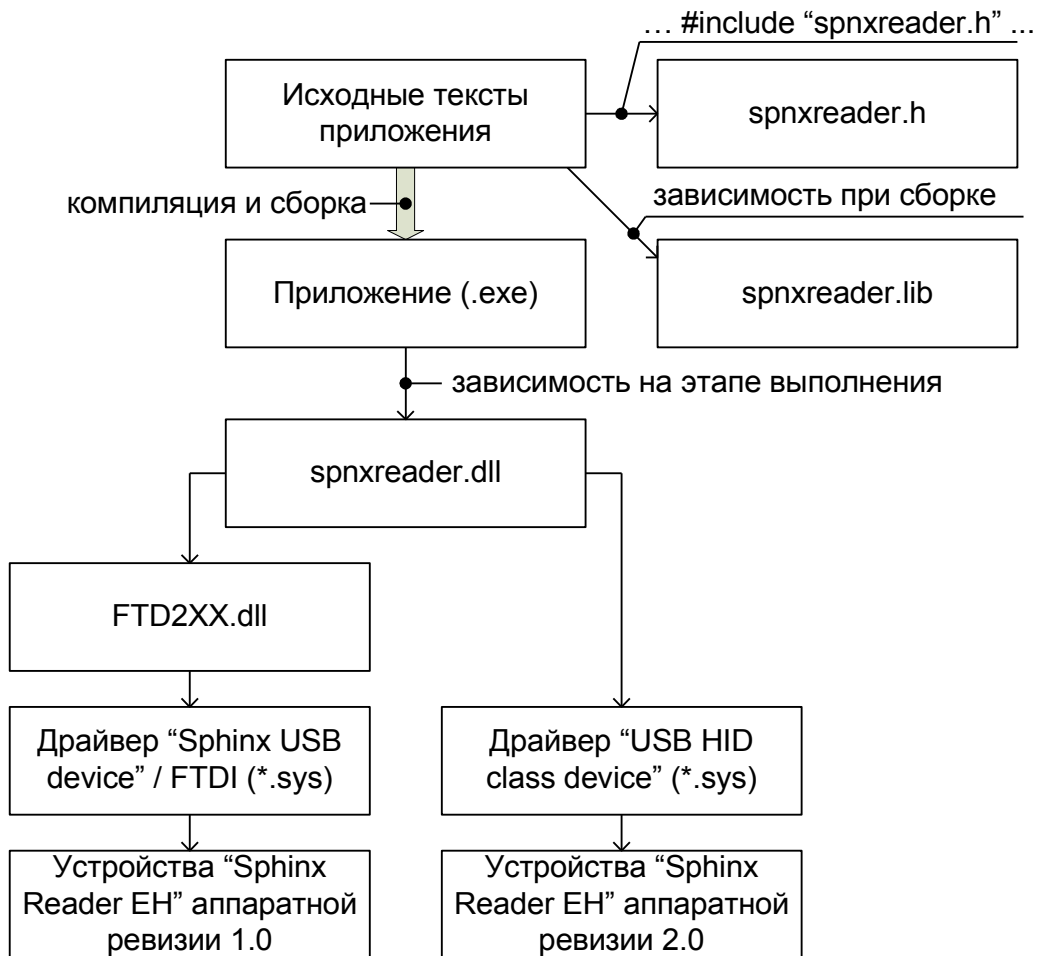 … #include “spnxreader.h” ...
Исходные тексты
приложения
spnxreader.h
компиляция и сборка
зависимость при сборке
Приложение (.exe)
spnxreader.lib
зависимость на этапе выполнения
spnxreader.dll
FTD2XX.dll
Драйвер “Sphinx USB
device” / FTDI (*.sys)
Драйвер “USB HID
class device” (*.sys)
Устройства “Sphinx
Reader EH” аппаратной
ревизии 1.0
Устройства “Sphinx
Reader EH” аппаратной
ревизии 2.0